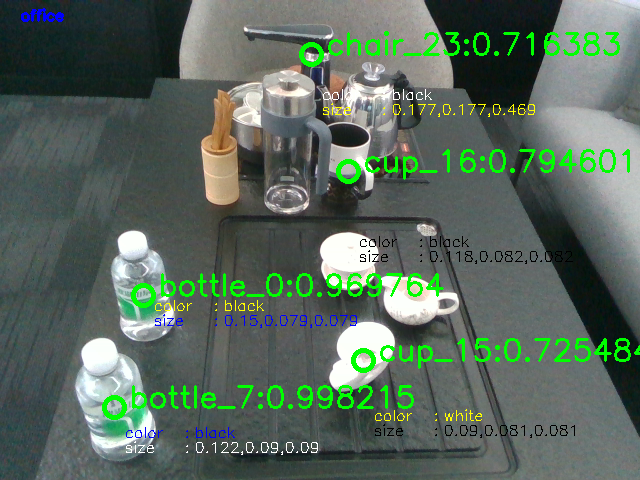 office
chair_23:0.716383
color : black
size : 0.177,0.177,0.469
cup_16:0.794601
color : black
size : 0.118,0.082,0.082
bottle_0:0.969764
color : black
size : 0.15,0.079,0.079
cup_15:0.725484
bottle_7:0.998215
color : white
size : 0.09,0.081,0.081
color : black
size : 0.122,0.09,0.09